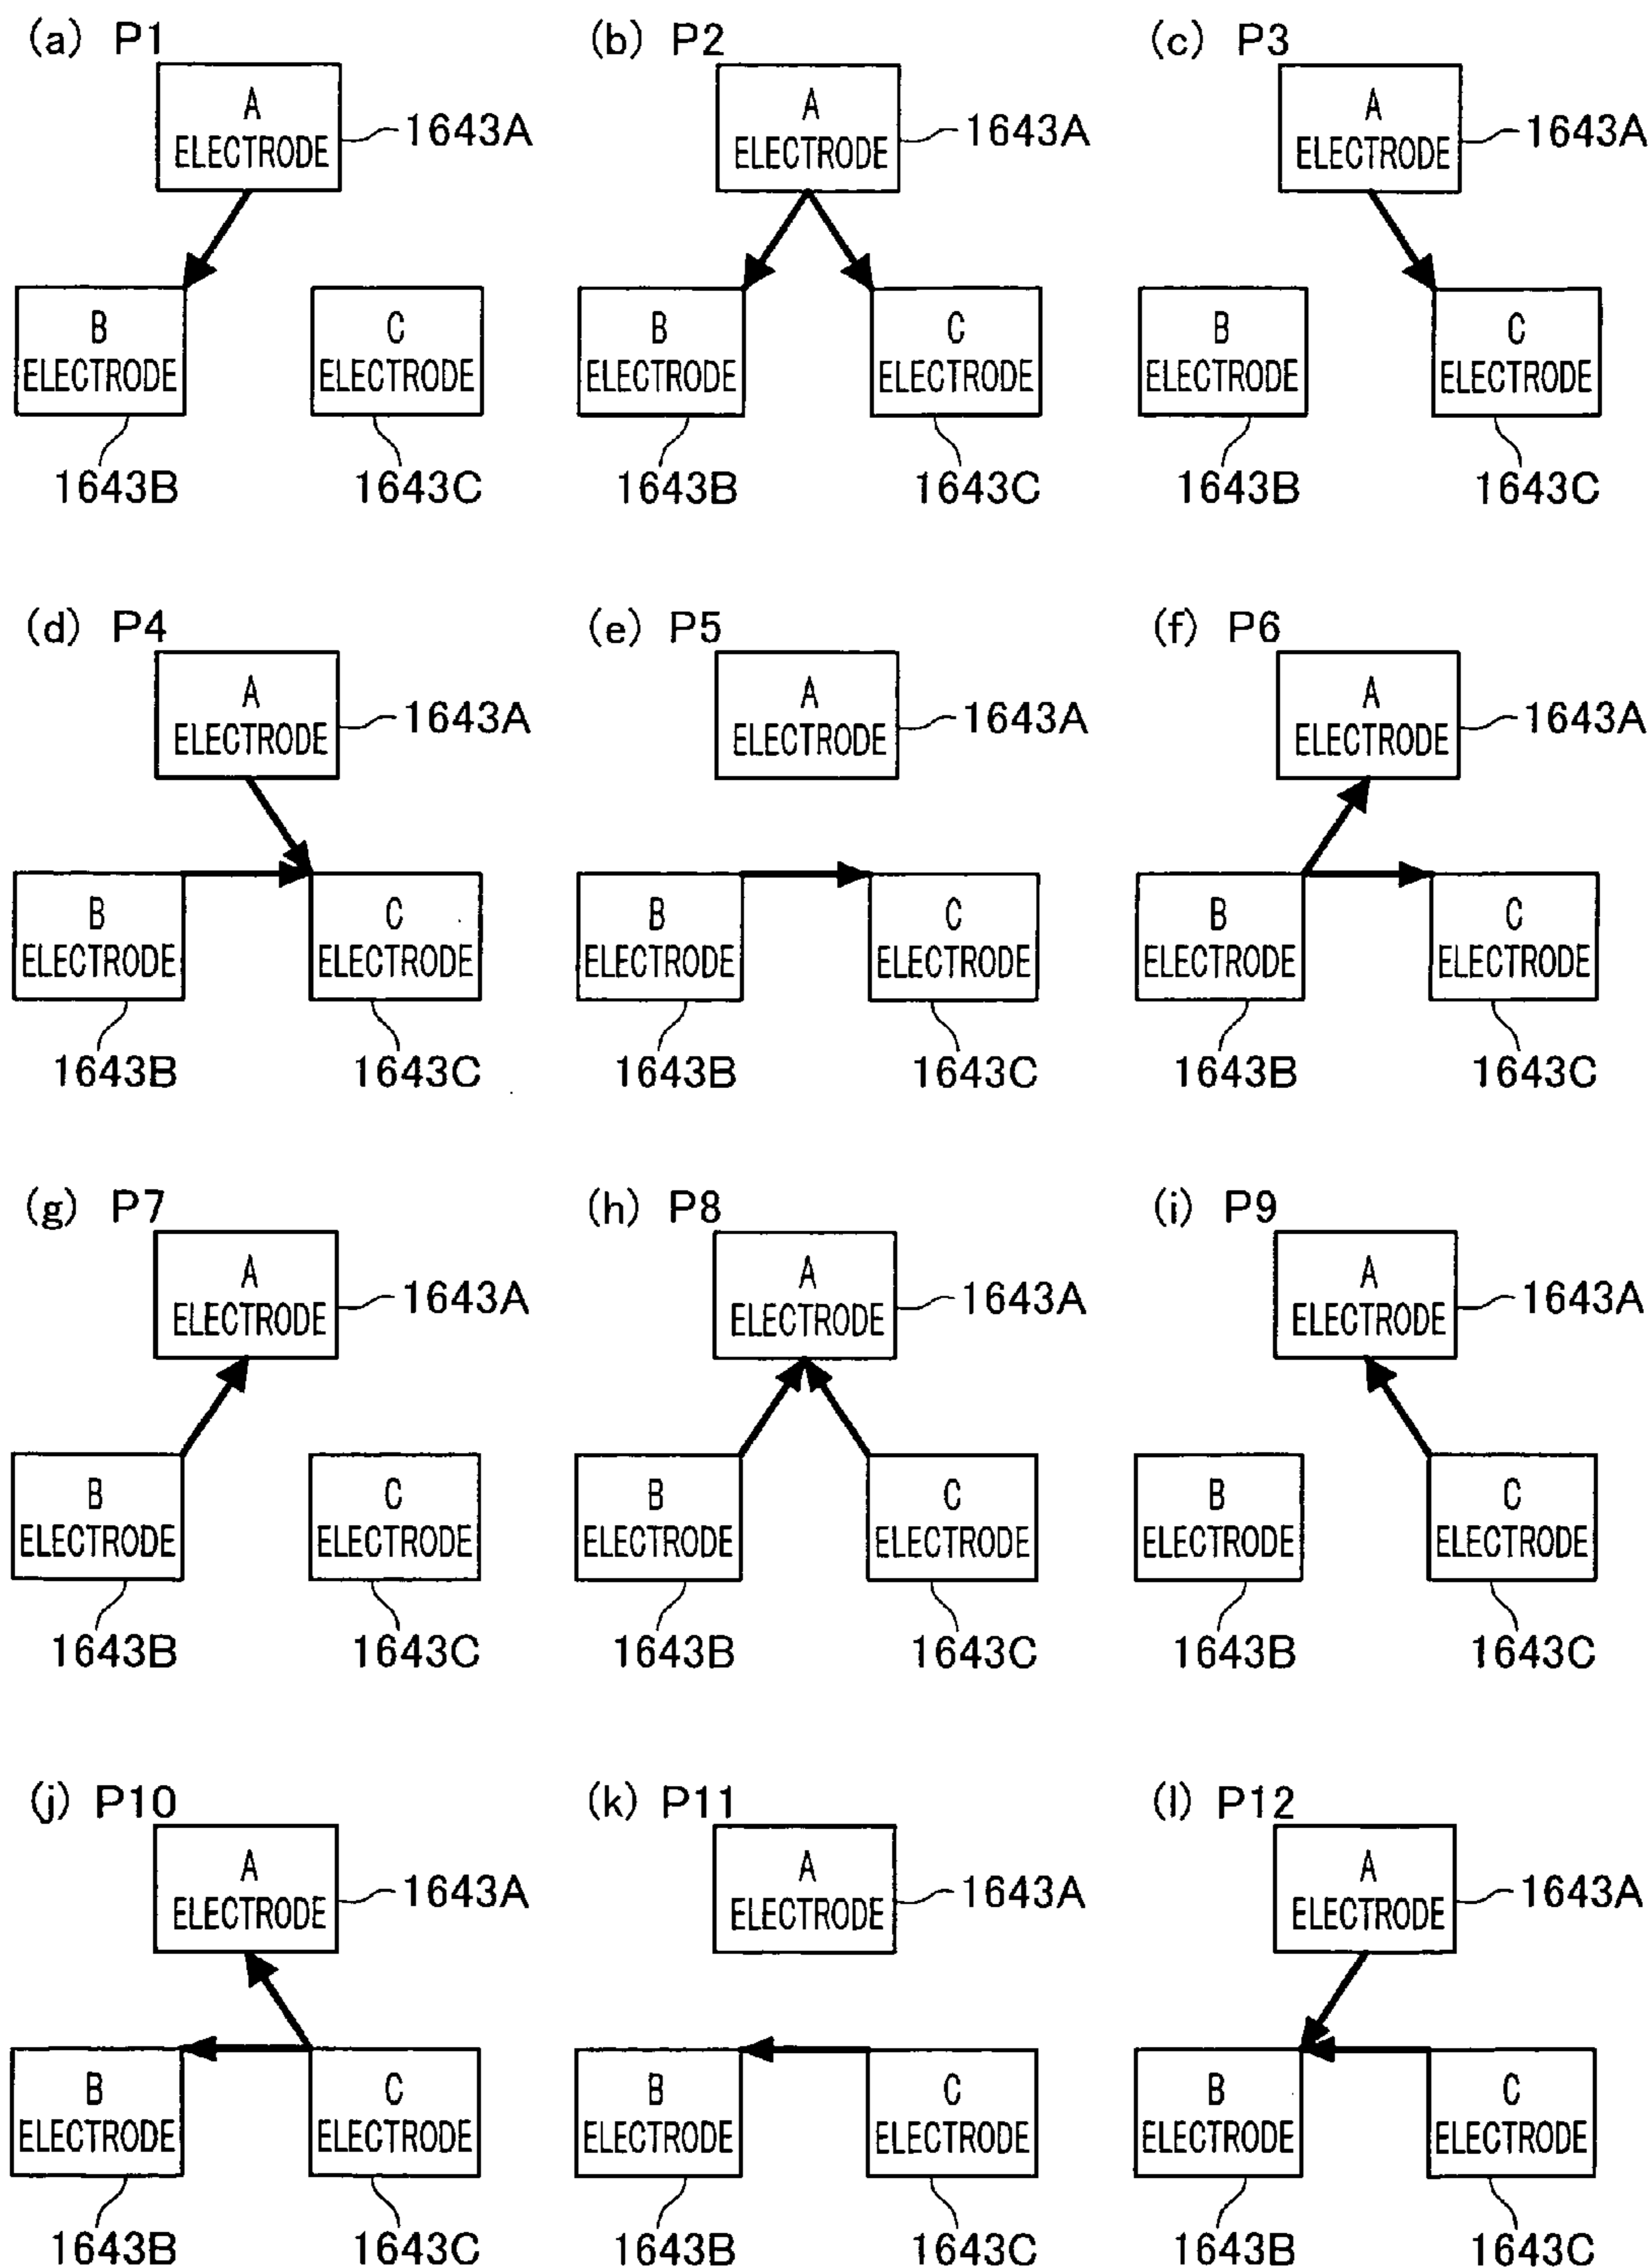 (a) P1
A
ELECTRODE
1643A
B
ELECTRODE
C
ELECTRODE
1643B
1643C
(b) P2
A
ELECTRODE
1643A
B
ELECTRODE
C
ELECTRODE
1643B
1643C
(c) P3
A
ELECTRODE
1643A
B
ELECTRODE
C
ELECTRODE
1643B
1643C
(d) P4
A
ELECTRODE
1643A
B
ELECTRODE
C
ELECTRODE
1643B
1643C
(e) P5
A
ELECTRODE
1643A
B
ELECTRODE
C
ELECTRODE
1643B
1643C
(f) P6
A
ELECTRODE
1643A
B
ELECTRODE
C
ELECTRODE
1643B
1643C
(g) P7
A
ELECTRODE
1643A
B
ELECTRODE
C
ELECTRODE
1643B
1643C
(h) P8
A
ELECTRODE
1643A
B
ELECTRODE
C
ELECTRODE
1643B
1643C
(i) P9
A
ELECTRODE
1643A
B
ELECTRODE
C
ELECTRODE
1643B
1643C
(j) P10
A
ELECTRODE
1643A
B
ELECTRODE
C
ELECTRODE
1643B
1643C
(k) P11
A
ELECTRODE
1643A
B
ELECTRODE
C
ELECTRODE
1643B
1643C
(l) P12
A
ELECTRODE
1643A
B
ELECTRODE
C
ELECTRODE
1643B
1643C